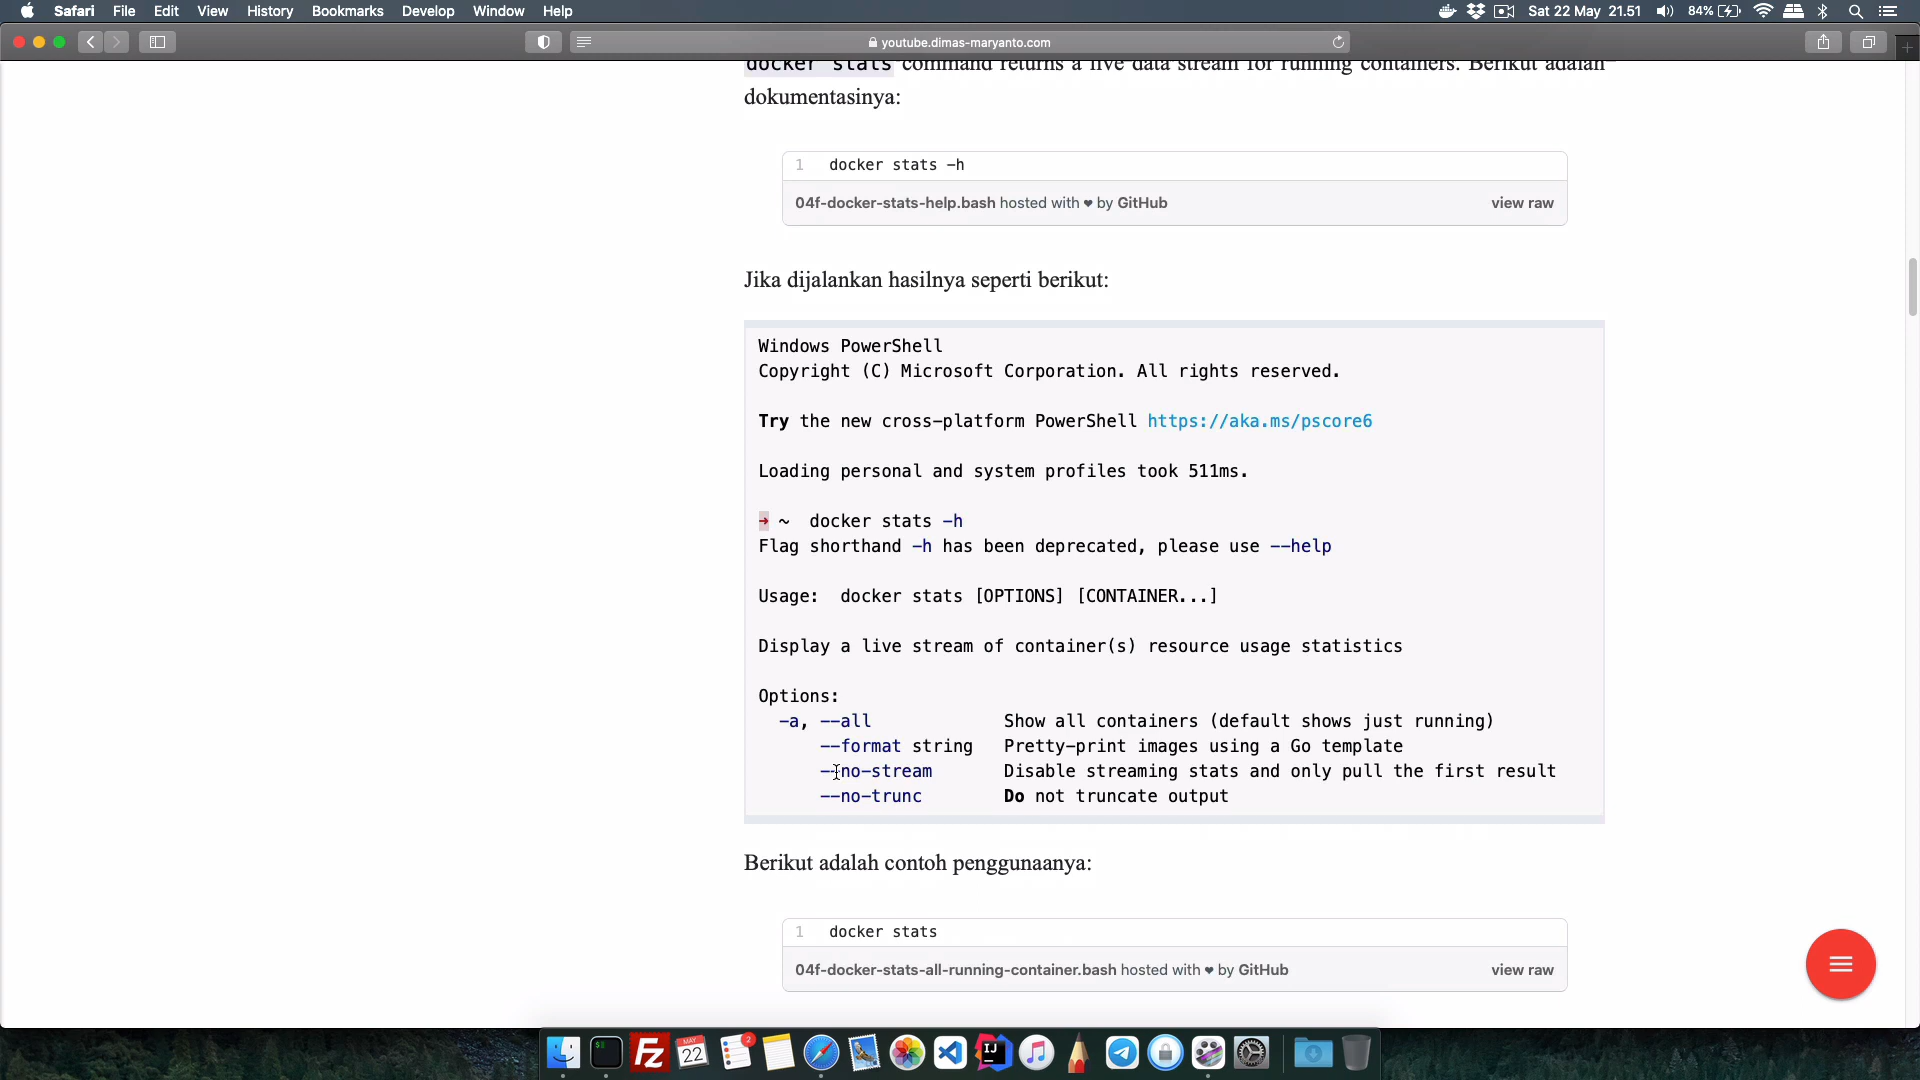 Safari File Edit View History Bookmarks Develop Window Help
84% Sat 22 May 21.51
youtube.dimas-maryanto.com
docker stats command returns a live data stream for running containers. Berikut adalah
dokumentasinya:
1 docker stats -h
04f-docker-stats-help.bash hosted with ❤ by GitHub view raw
Jika dijalankan hasilnya seperti berikut:
Windows PowerShell
Copyright (C) Microsoft Corporation. All rights reserved.
Try the new cross-platform PowerShell https://aka.ms/pscore6
Loading personal and system profiles took 511ms.
➜ ~ docker stats -h
Flag shorthand -h has been deprecated, please use --help
Usage: docker stats [OPTIONS] [CONTAINER...]
Display a live stream of container(s) resource usage statistics
Options:
-a, --all Show all containers (default shows just running)
--format string Pretty-print images using a Go template
--no-stream Disable streaming stats and only pull the first result
--no-trunc Do not truncate output
Berikut adalah contoh penggunaanya:
1 docker stats
04f-docker-stats-all-running-container.bash hosted with ❤ by GitHub view raw
FZ MAY 22 2 IJ